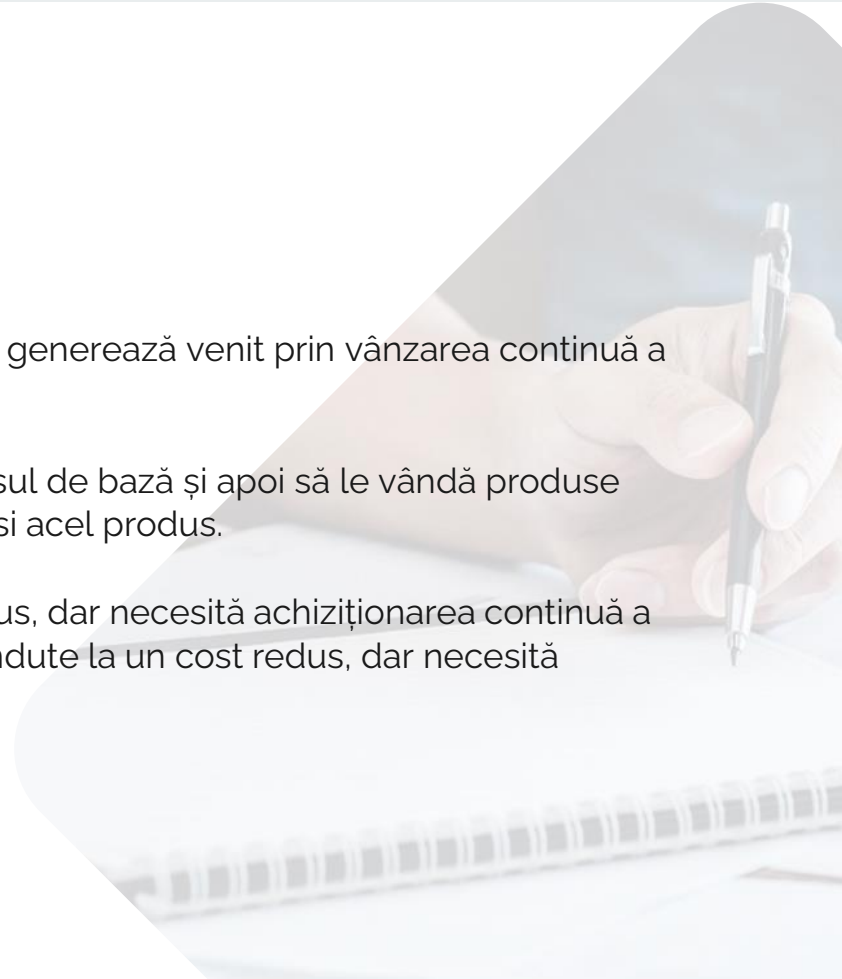 generează venit prin vânzarea continuă a
sul de bază și apoi să le vândă produse
si acel produs.
us, dar necesită achiziționarea continuă a
ndute la un cost redus, dar necesită